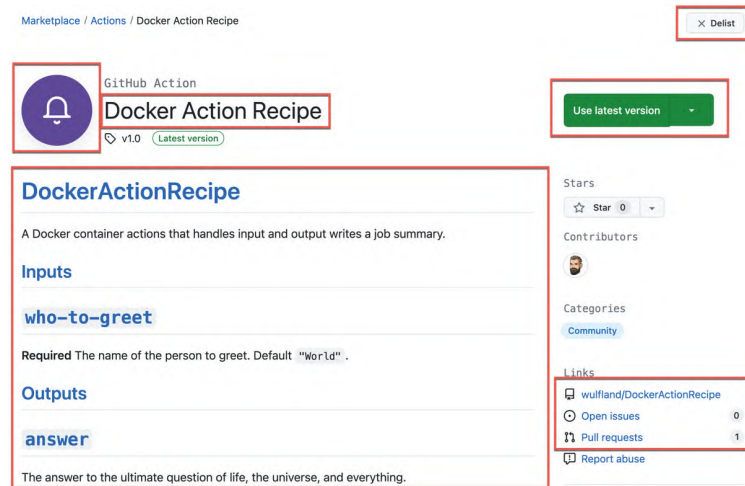 Marketplace / Actions / Docker Action Recipe
× Delist
GitHub Action
Docker Action Recipe
v1.0 Latest version
Use latest version
DockerActionRecipe
A Docker container actions that handles input and output writes a job summary.
Inputs
who-to-greet
Required The name of the person to greet. Default "World" .
Outputs
answer
The answer to the ultimate question of life, the universe, and everything.
Stars
Star 0
Contributors
Categories
Community
Links
wulfland/DockerActionRecipe
Open issues 0
Pull requests 1
Report abuse